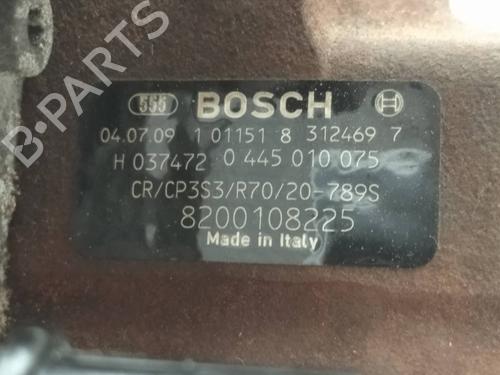 555 BOSCH
04.07.09 1 01151 8 312469 7
H 037472 0 445 010 075
CR/CP3S3/R70/20-789S
8200108225
Made in Italy
B-PARTS